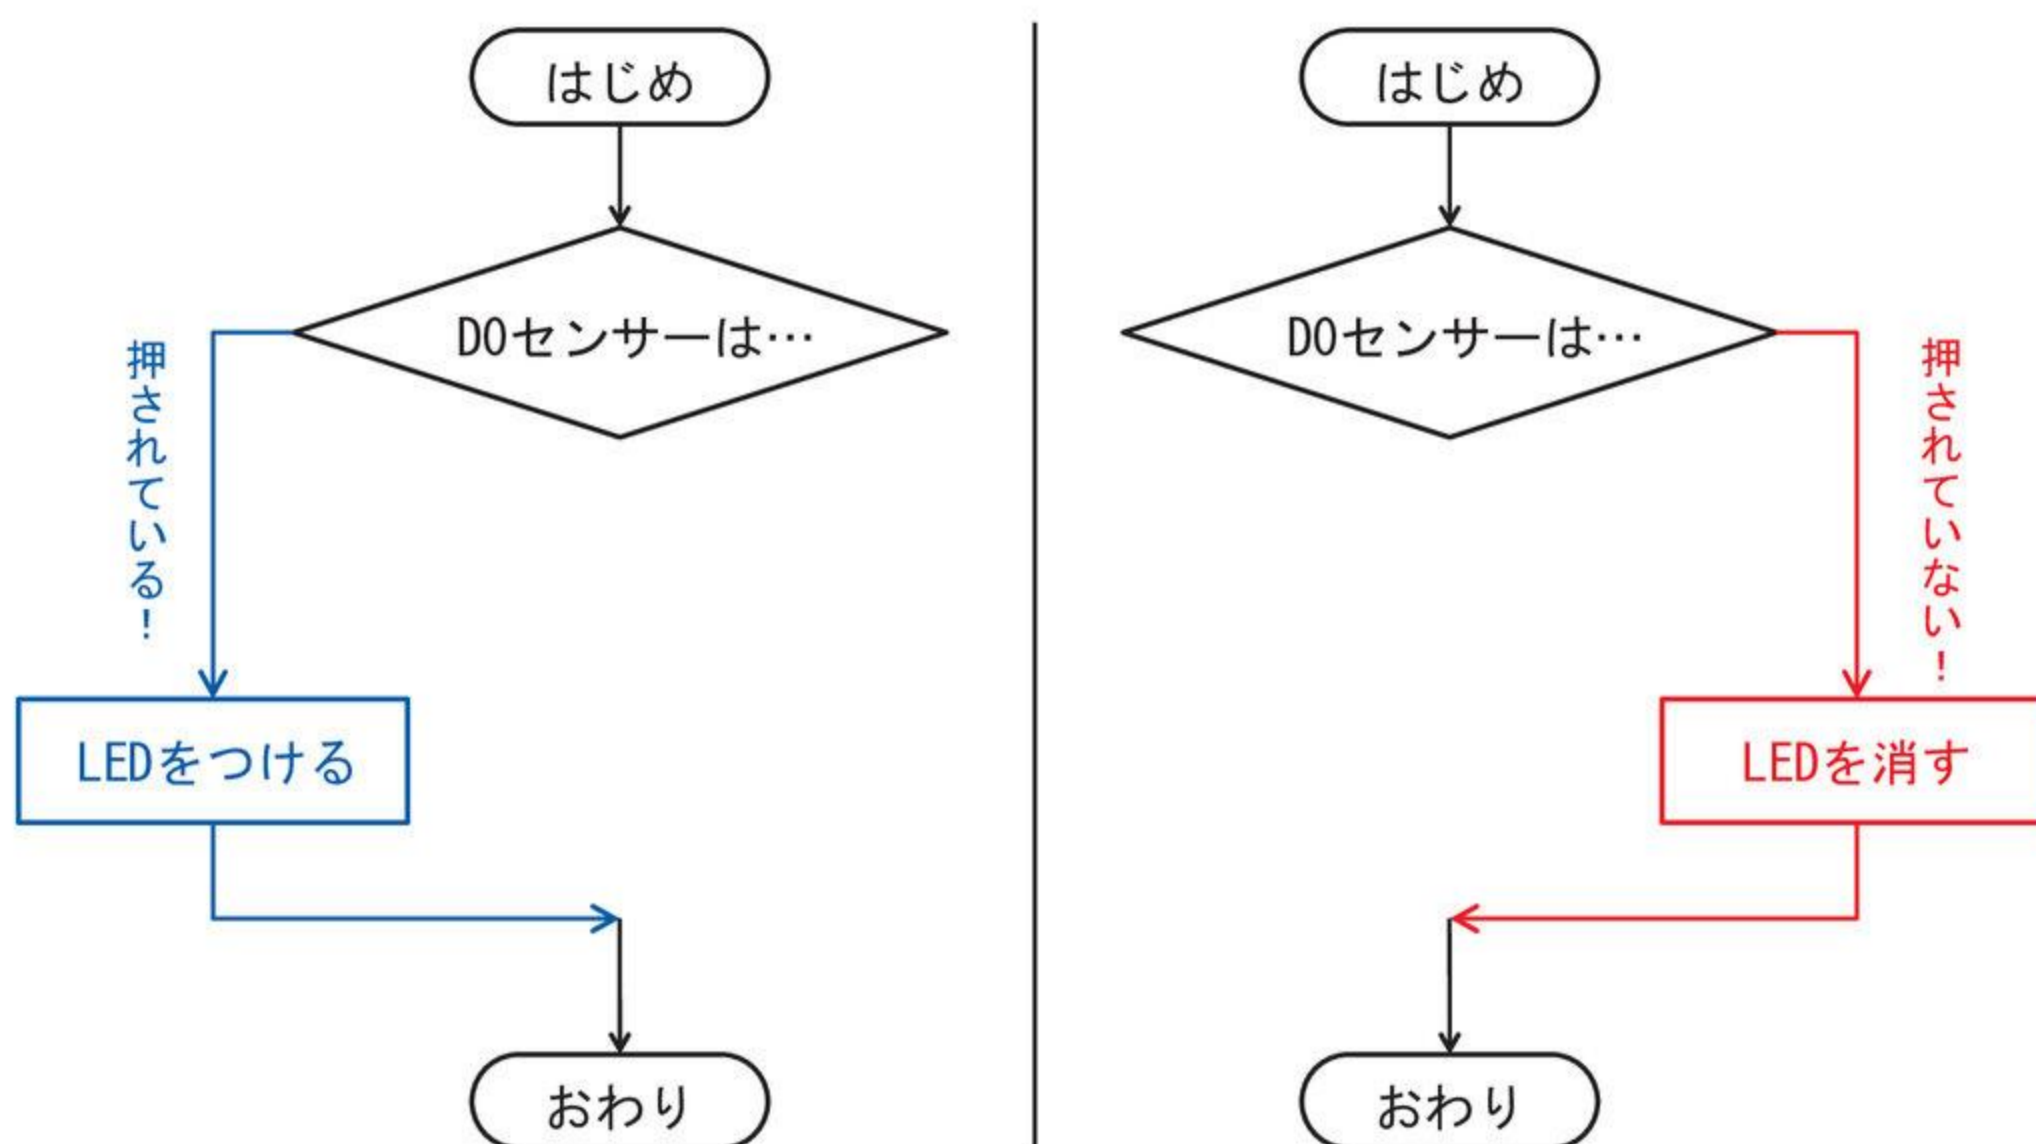 はじめ
DOセンサーは…
押されている！
LEDをつける
おわり
はじめ
DOセンサーは…
押されていない！
LEDを消す
おわり